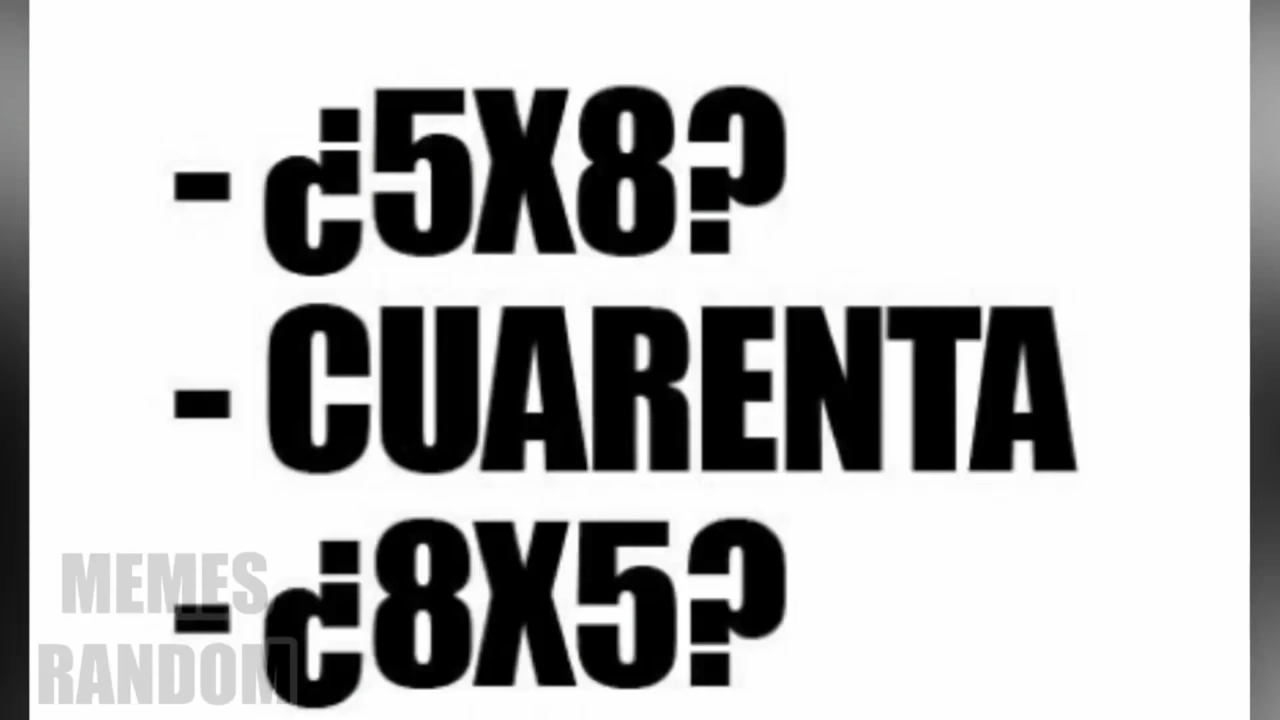 - ¿5X8?
- CUARENTA
- ¿8X5?
MEMES
RANDOM